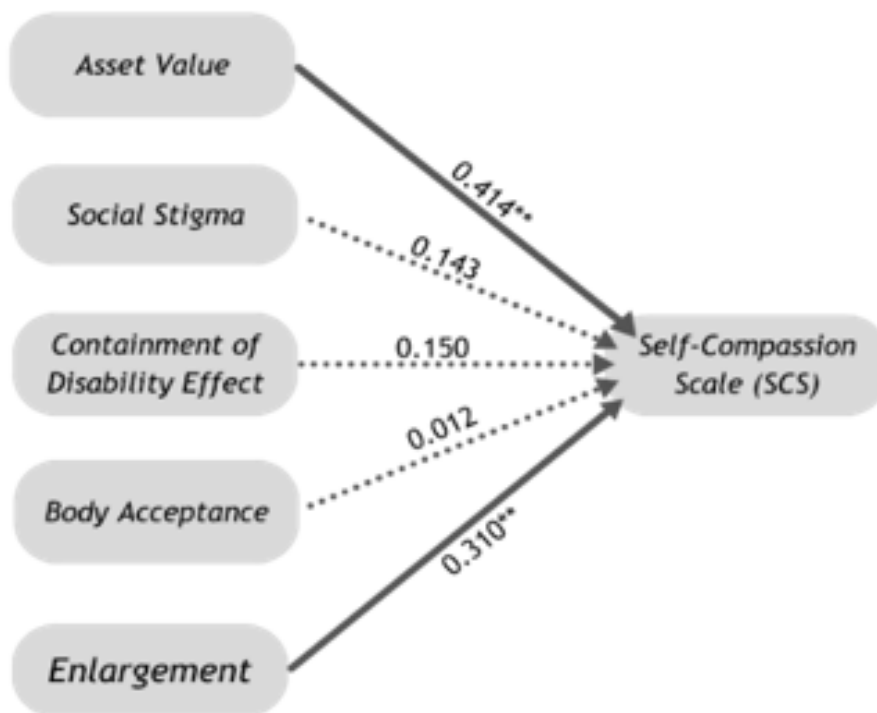 Asset Value
0.414**
Social Stigma
0.143
Containment of
Disability Effect
0.150
Self-Compassion
Scale (SCS)
0.012
Body Acceptance
0.310**
Enlargement